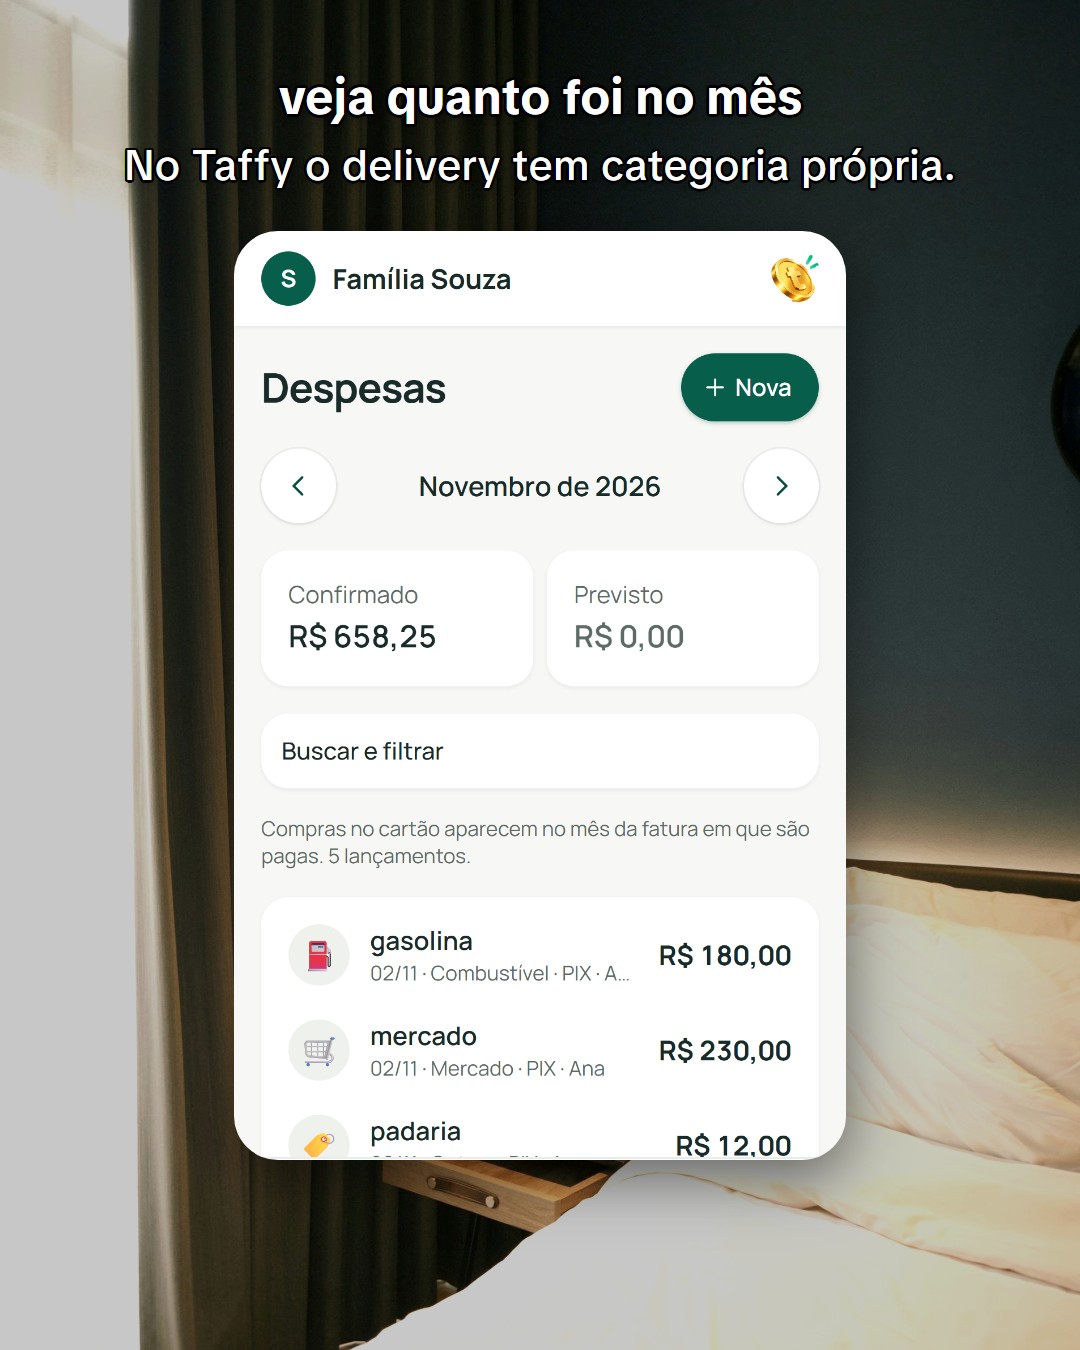 veja quanto foi no mês
No Taffy o delivery tem categoria própria.
S
Família Souza
Despesas
+ Nova
Novembro de 2026
Confirmado
R$ 658,25
Previsto
R$ 0,00
Buscar e filtrar
Compras no cartão aparecem no mês da fatura em que são
pagas. 5 lançamentos.
gasolina
R$ 180,00
02/11 · Combustível · PIX · A...
mercado
R$ 230,00
02/11 · Mercado · PIX · Ana
padaria
R$ 12,00